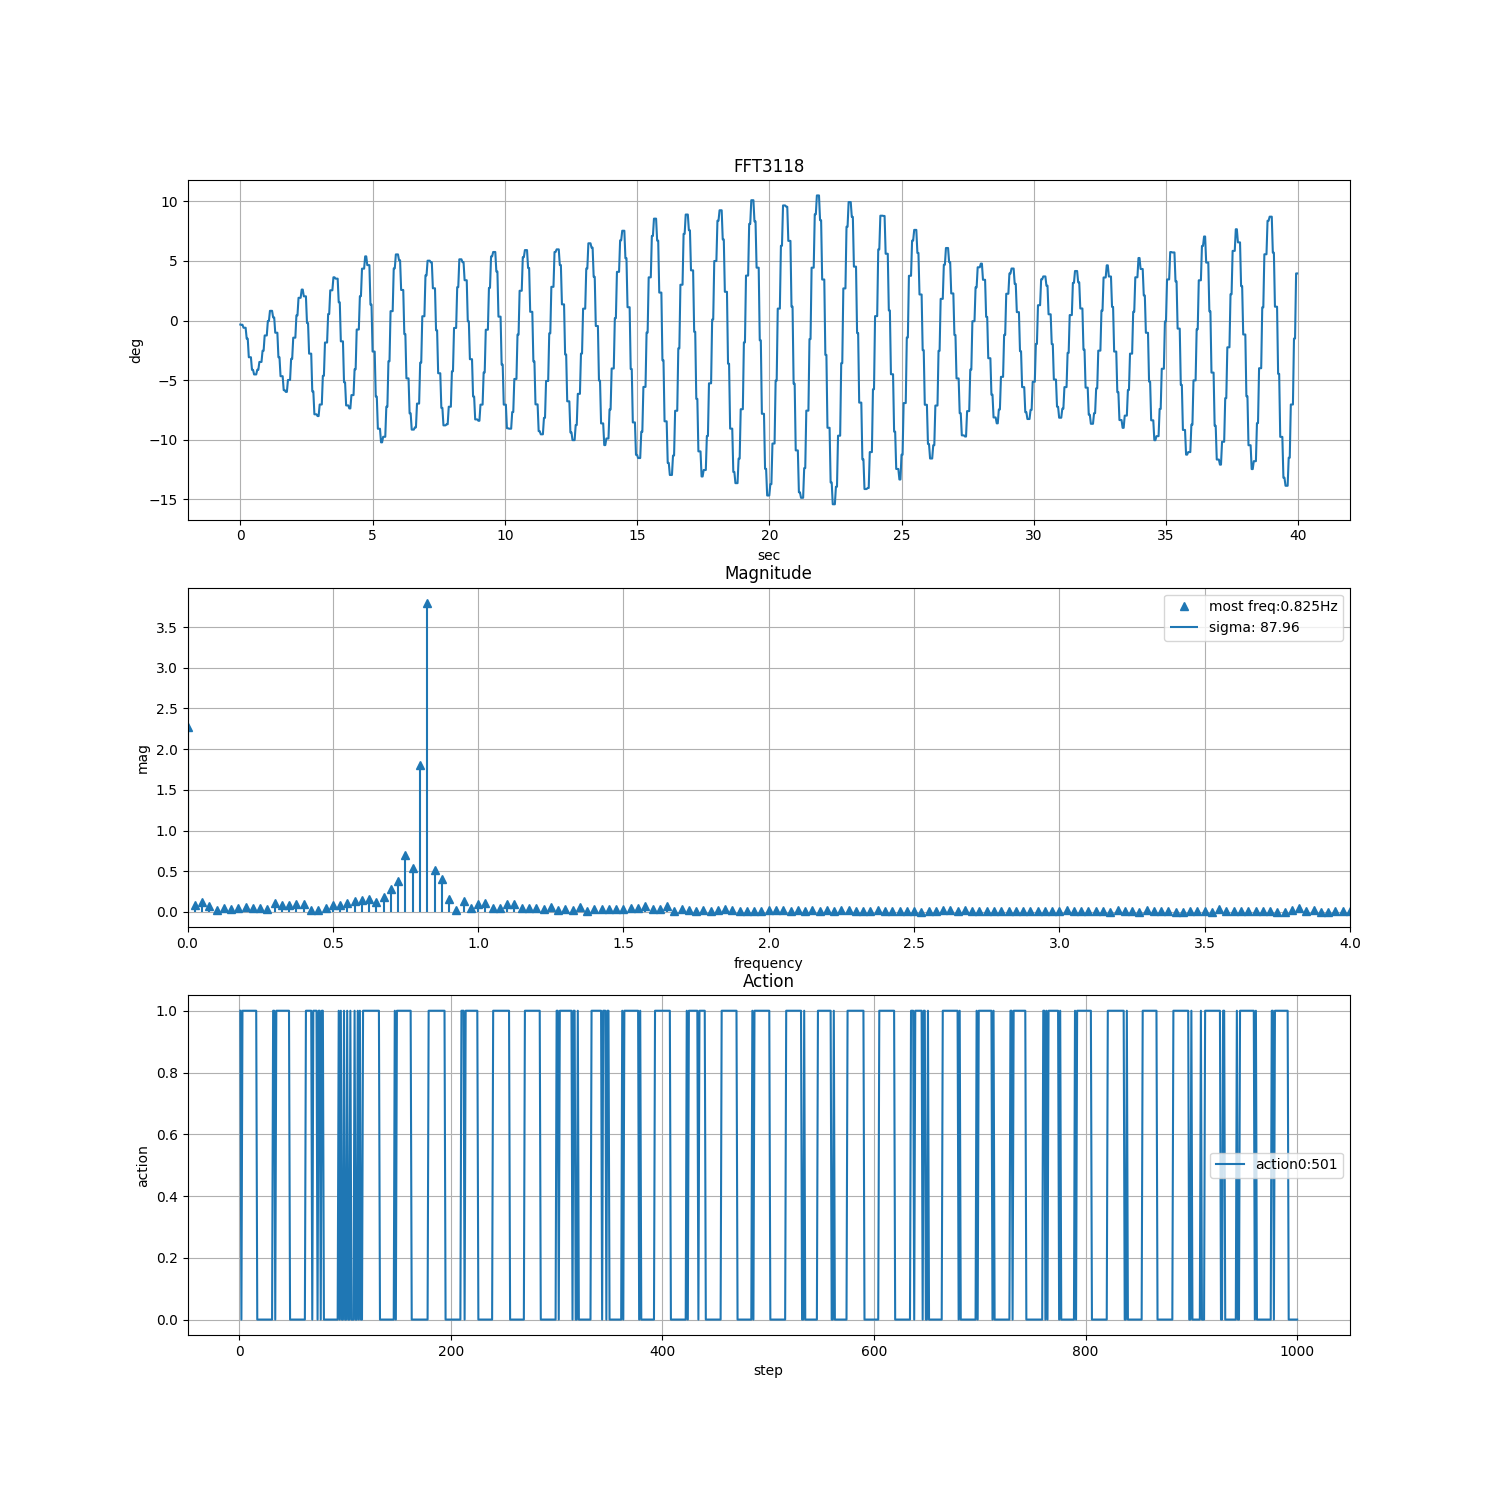 FFT3118
10
5
0
−5
−10
−15
deg
0 5 10 15 20 25 30 35 40
sec
Magnitude
most freq:0.825Hz
sigma: 87.96
3.5
3.0
2.5
2.0
1.5
1.0
0.5
0.0
mag
0.0 0.5 1.0 1.5 2.0 2.5 3.0 3.5 4.0
frequency
Action
1.0
0.8
0.6
0.4
0.2
0.0
action
action0:501
0 200 400 600 800 1000
step